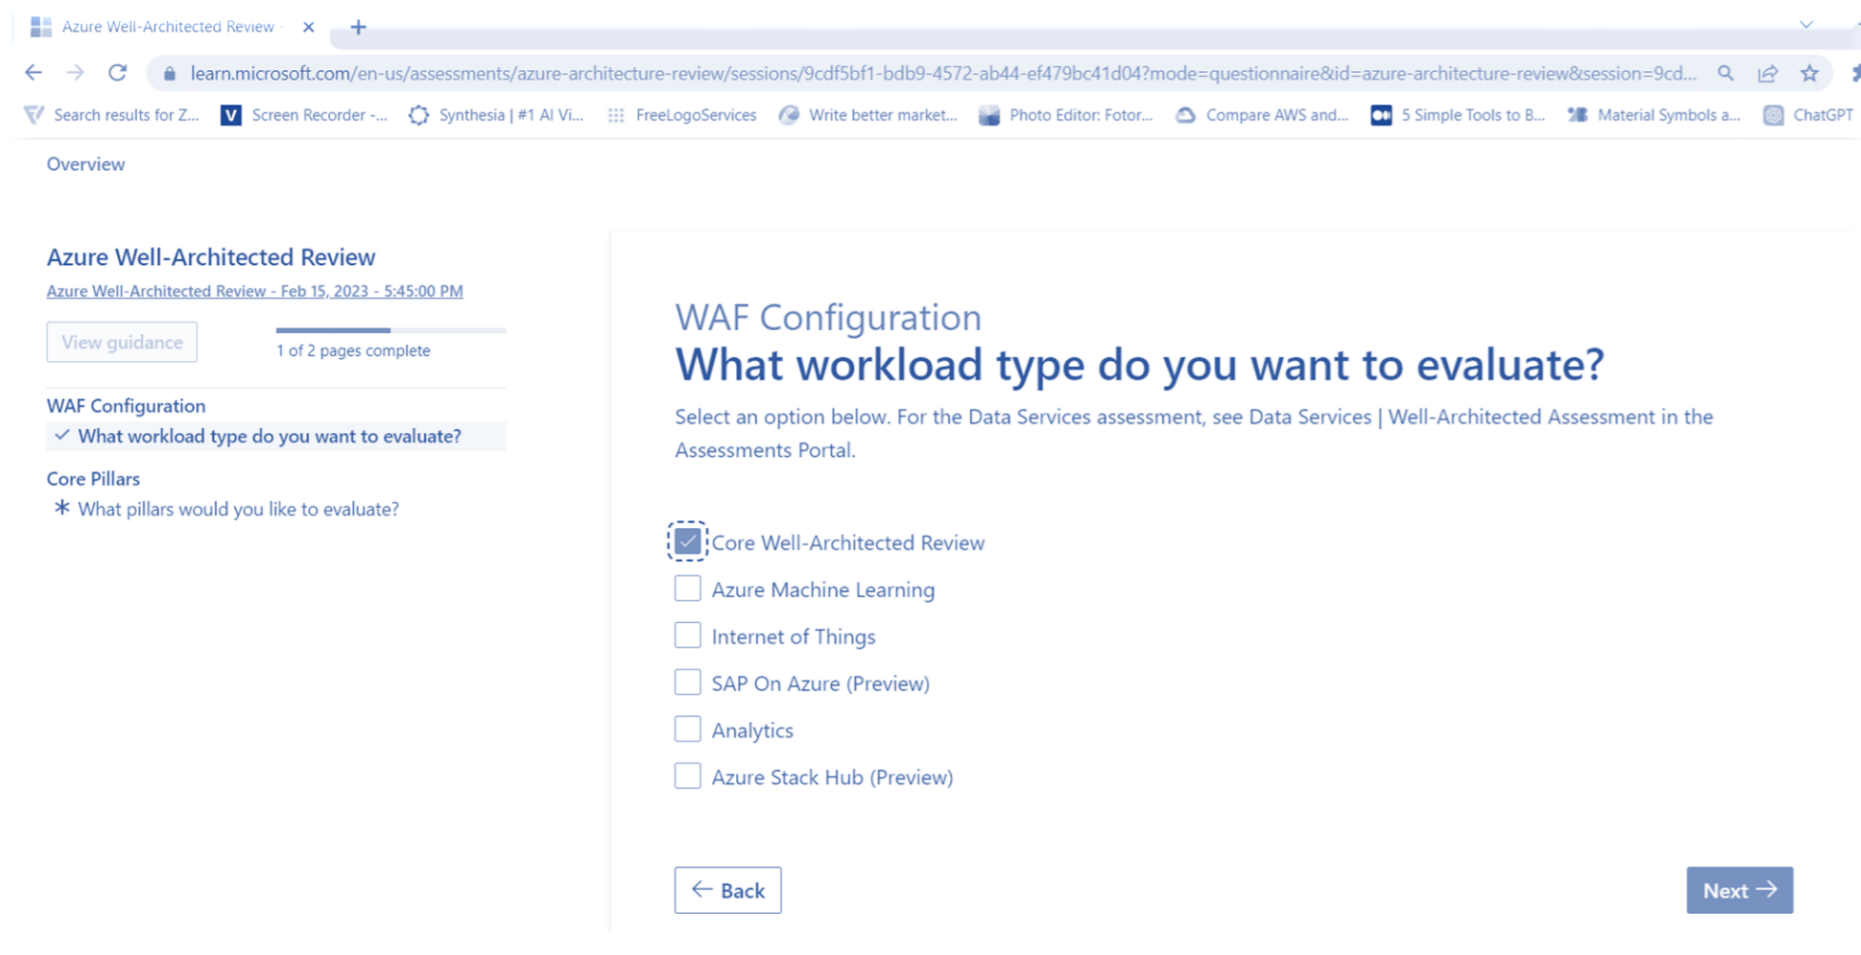 Azure Well-Architected Review -
learn.microsoft.com/en-us/assessments/azure-architecture-review/sessions/9cdf5bf1-bdb9-4572-ab44-ef479bc41d04?mode=questionnaire&id=azure-architecture-review&session=9cd...
Search results for Z... V Screen Recorder -... Synthesia | #1 AI Vi... FreeLogoServices Write better market... Photo Editor: Fotor... Compare AWS and... 5 Simple Tools to B... Material Symbols a... ChatGPT
Overview
Azure Well-Architected Review
Azure Well-Architected Review - Feb 15, 2023 - 5:45:00 PM
View guidance
1 of 2 pages complete
WAF Configuration
What workload type do you want to evaluate?
Core Pillars
* What pillars would you like to evaluate?
WAF Configuration
What workload type do you want to evaluate?
Select an option below. For the Data Services assessment, see Data Services | Well-Architected Assessment in the
Assessments Portal.
Core Well-Architected Review
Azure Machine Learning
Internet of Things
SAP On Azure (Preview)
Analytics
Azure Stack Hub (Preview)
Back
Next